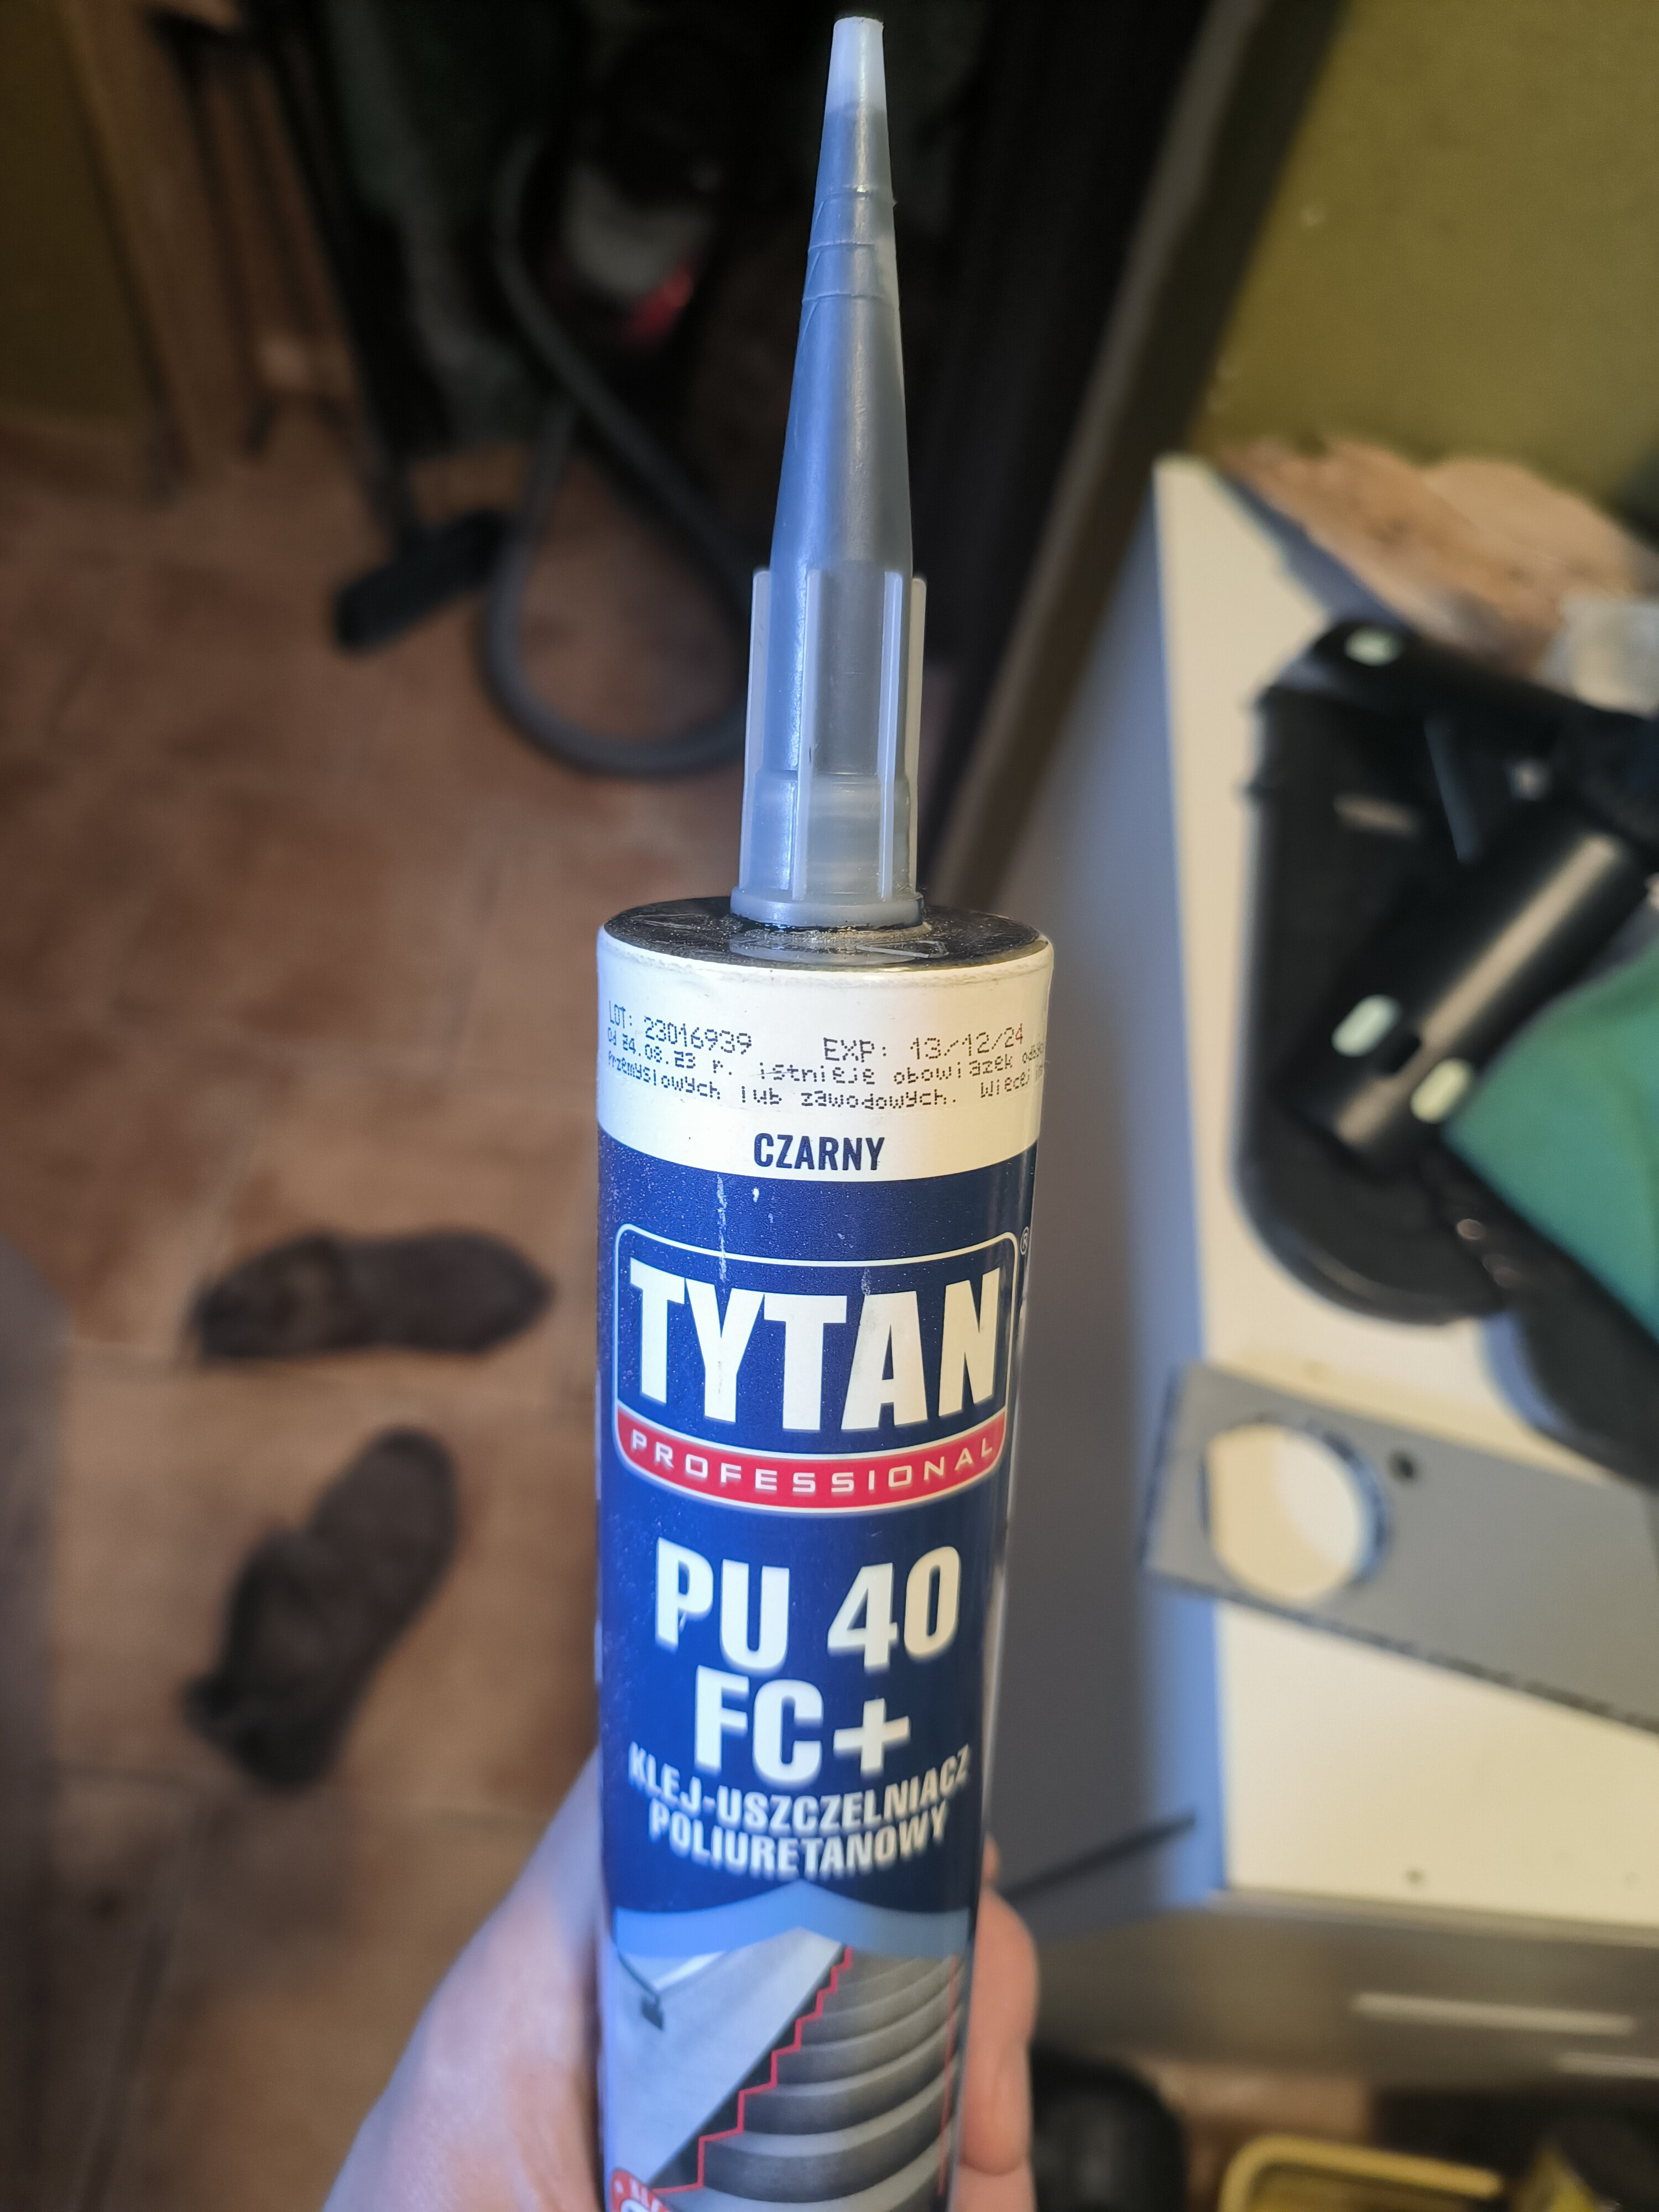 LOT: 23016939 EXP: 13/12/24
Od 24.08.23 r. istnieje obowiązek
Przemysłowych lub zawodowych. Więcej
CZARNY
TYTAN
®
PROFESSIONAL
PU 40
FC+
KLEJ-USZCZELNIACZ
POLIURETANOWY